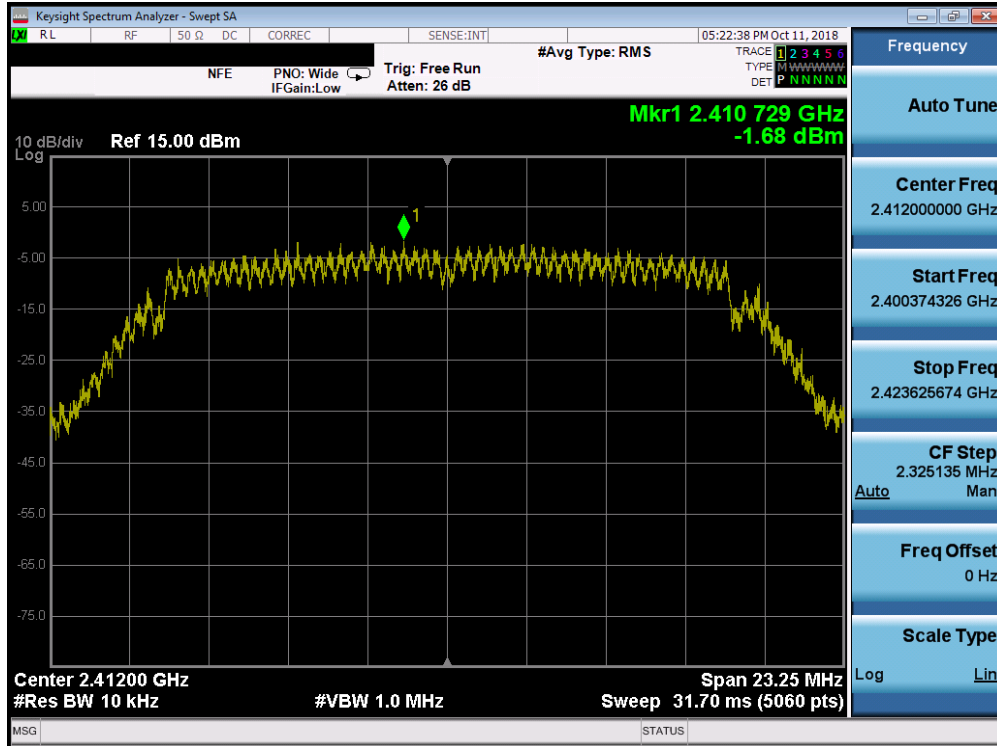 Keysight Spectrum Analyzer - Swept SA
LXI RL RF 50 Ω DC CORREC SENSE:INT 05:22:38 PM Oct 11, 2018
#Avg Type: RMS TRACE 1 2 3 4 5 6
NFE PNO: Wide Trig: Free Run TYPE M WWWWW
IFGain:Low Atten: 26 dB DET P N N N N N
Mkr1 2.410 729 GHz
10 dB/div Ref 15.00 dBm -1.68 dBm
Log
1
5.00
-5.00
-15.0
-25.0
-35.0
-45.0
-55.0
-65.0
-75.0
Center 2.41200 GHz Span 23.25 MHz
#Res BW 10 kHz #VBW 1.0 MHz Sweep 31.70 ms (5060 pts)
MSG STATUS
Frequency
Auto Tune
Center Freq
2.412000000 GHz
Start Freq
2.400374326 GHz
Stop Freq
2.423625674 GHz
CF Step
2.325135 MHz
Auto Man
Freq Offset
0 Hz
Scale Type
Log Lin